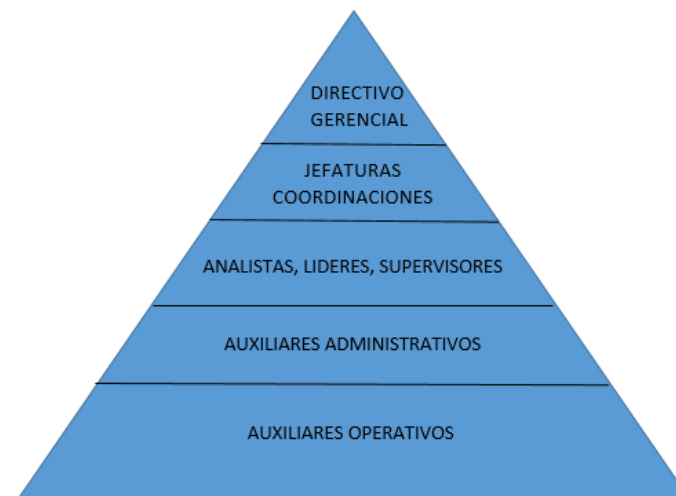 DIRECTIVO
GERENCIAL
JEFATURAS
COORDINACIONES
ANALISTAS, LIDERES, SUPERVISORES
AUXILIARES ADMINISTRATIVOS
AUXILIARES OPERATIVOS